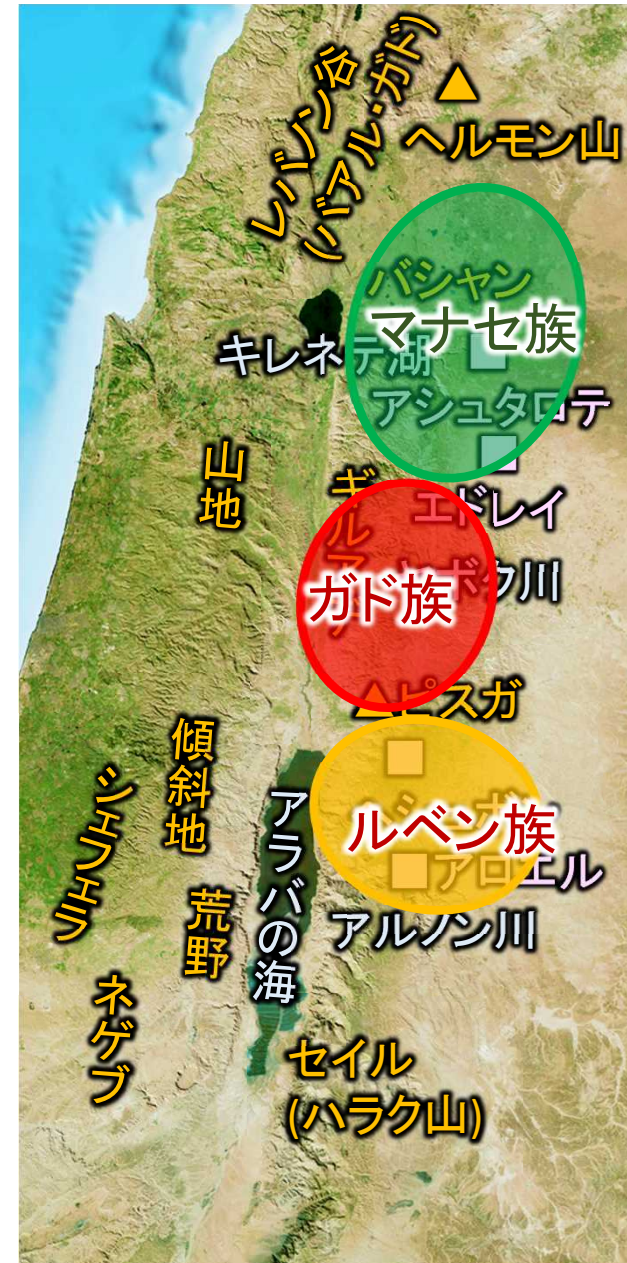 レバノン谷
(バアル・ガド)
ヘルモン山
バシャン
マナセ族
キレネテ湖
アシュタロテ
山地
エドレイ
ガド族
ピスガ
傾斜地
シェフェラ
ルベン族
アロエル
アラバの海
荒野
アルノン川
ネゲブ
セイル
(ハラク山)